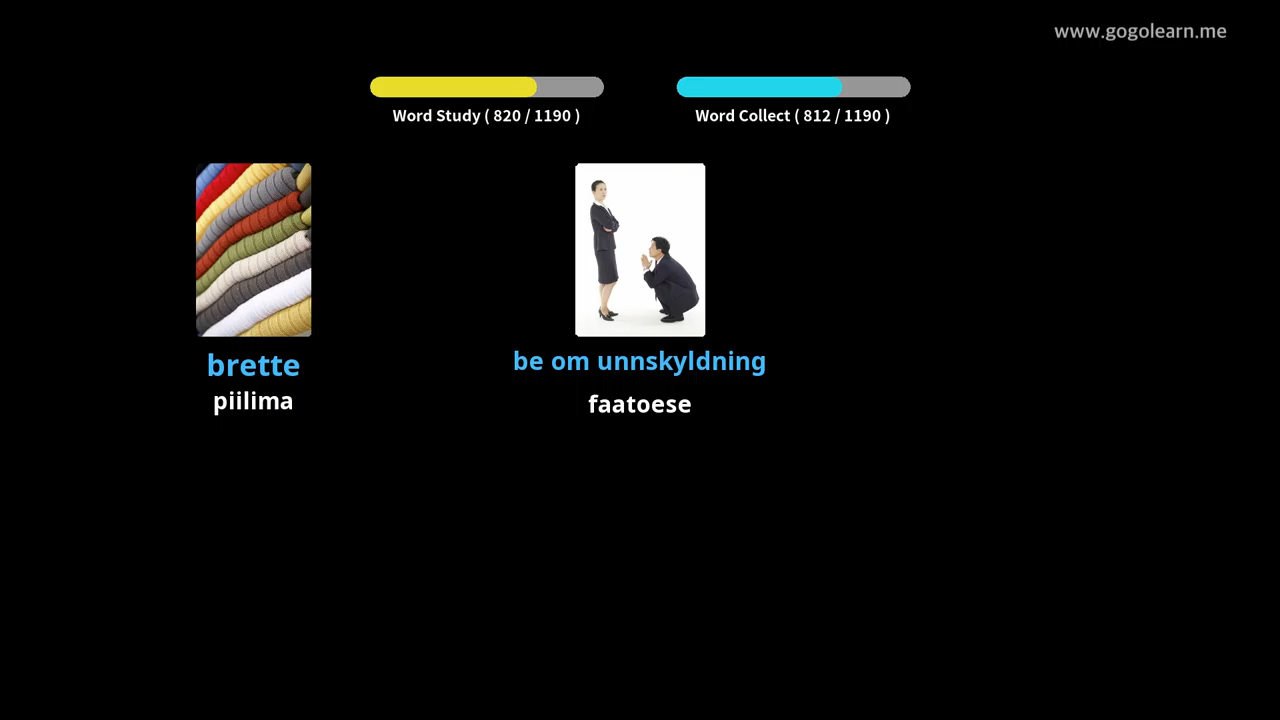 www.gogolearn.me
Word Study ( 820 / 1190 )
Word Collect ( 812 / 1190 )
brette
piilima
be om unnskyldning
faatoese